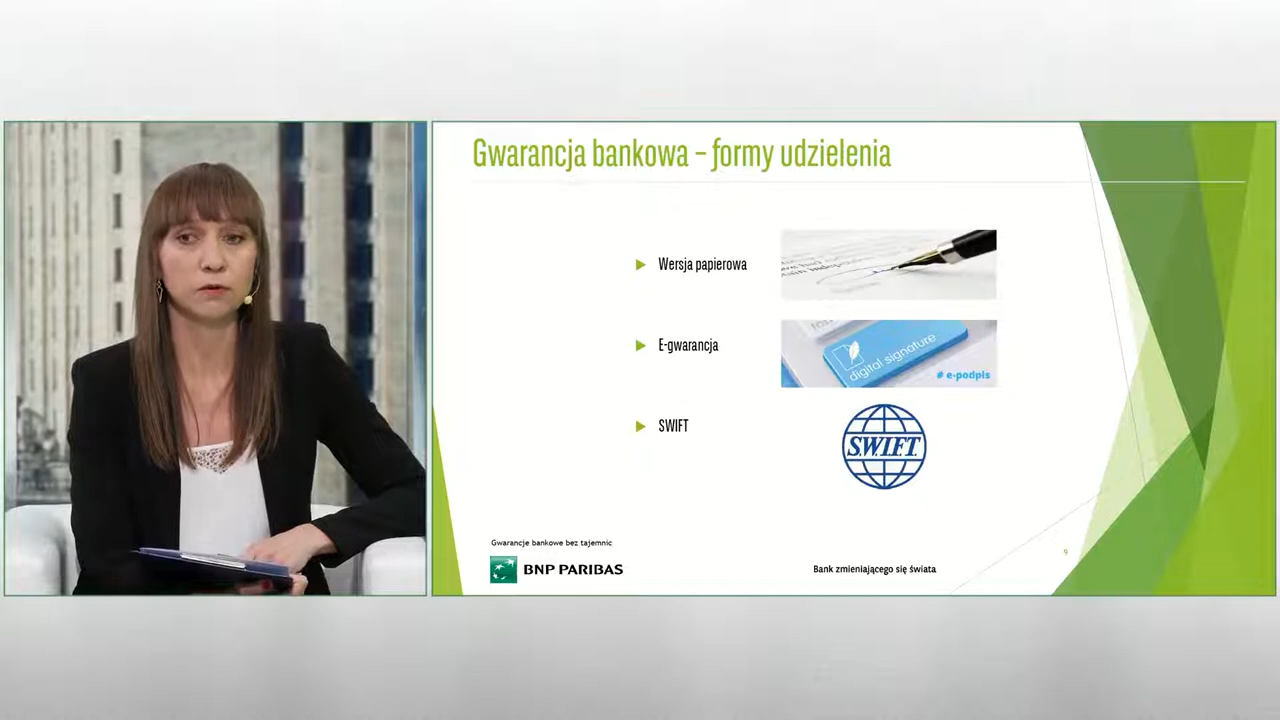 Gwarancja bankowa – formy udzielenia
Wersja papierowa
E-gwarancja
digital signature
# e-podpis
SWIFT
S.W.I.F.T.
Gwarancje bankowe bez tajemnic
9
BNP PARIBAS
Bank zmieniającego się świata